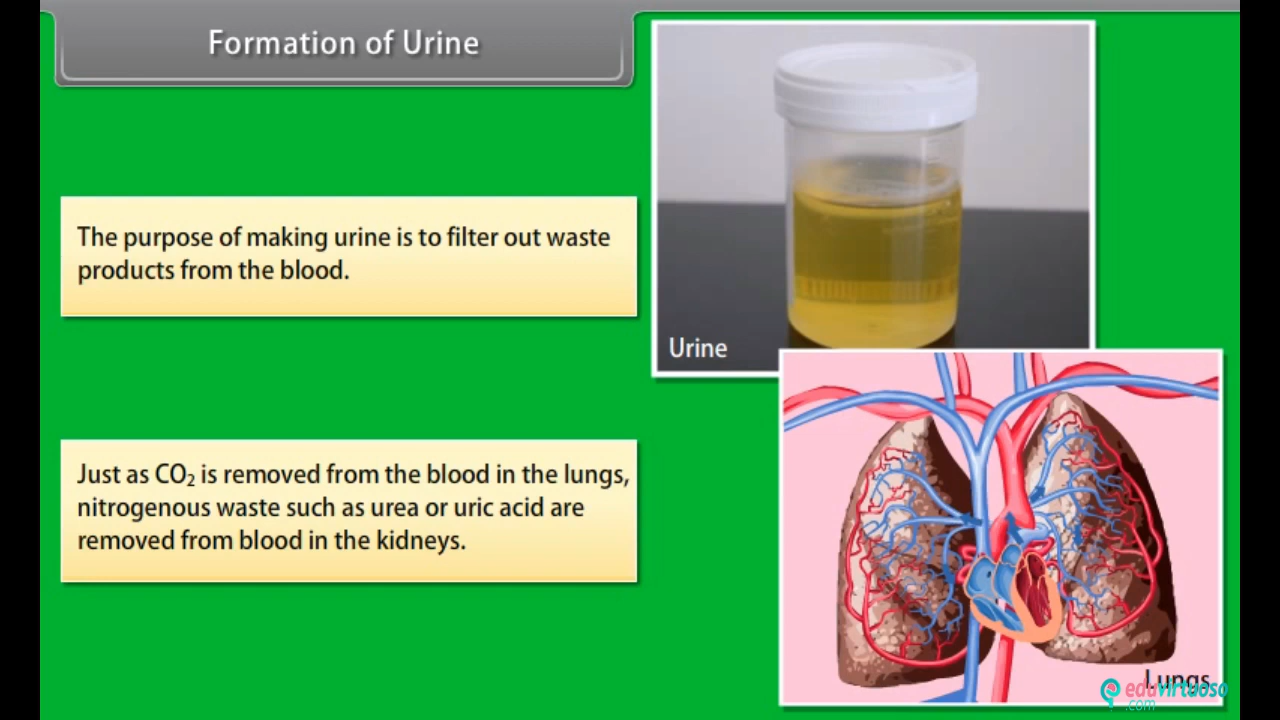 Formation of Urine
The purpose of making urine is to filter out waste
products from the blood.
Urine
Just as CO₂ is removed from the blood in the lungs,
nitrogenous waste such as urea or uric acid are
removed from blood in the kidneys.
Lungs
eduvirtuoso
.com